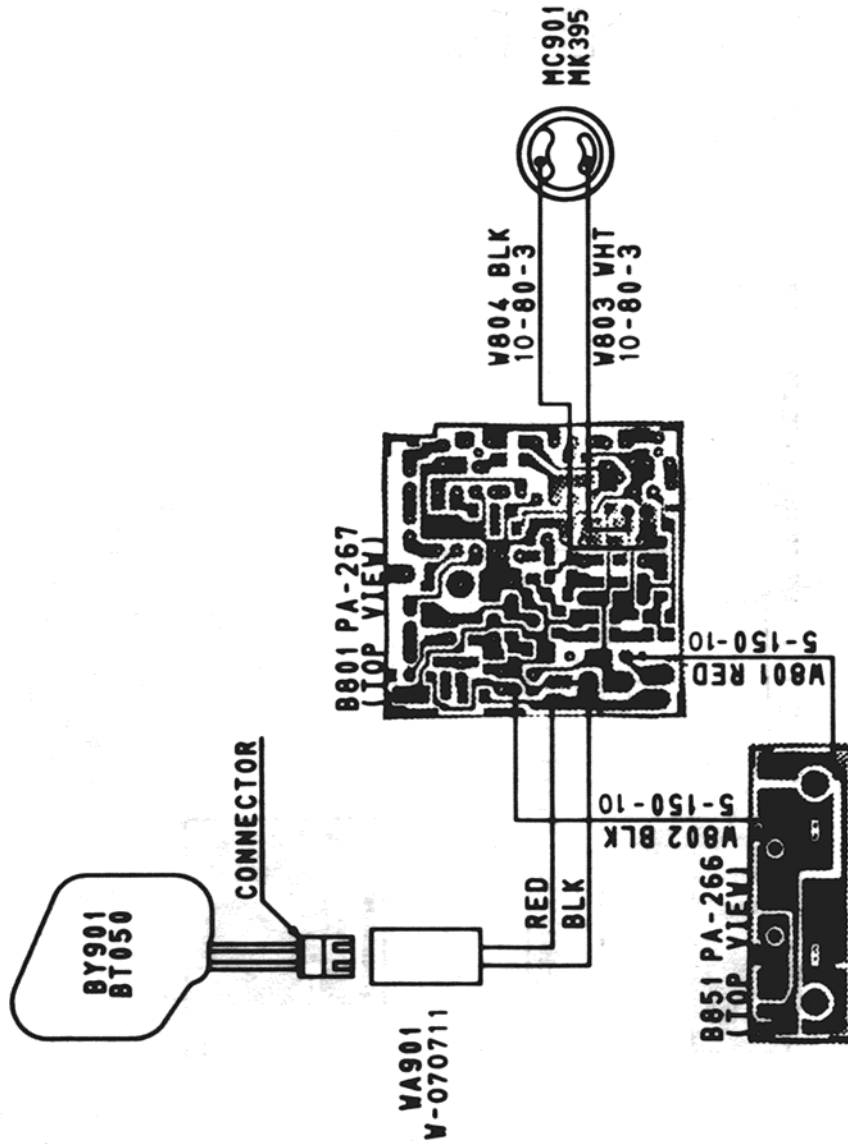 BY901
BT050
CONNECTOR
WA901
W-070711
RED
BLK
B801 PA-267
(TOP VIEW)
W804 BLK
10-80-3
W803 WHT
10-80-3
MC901
MK395
W802 BLK
5-150-10
W801 RED
5-150-10
B851 PA-266
(TOP VIEW)